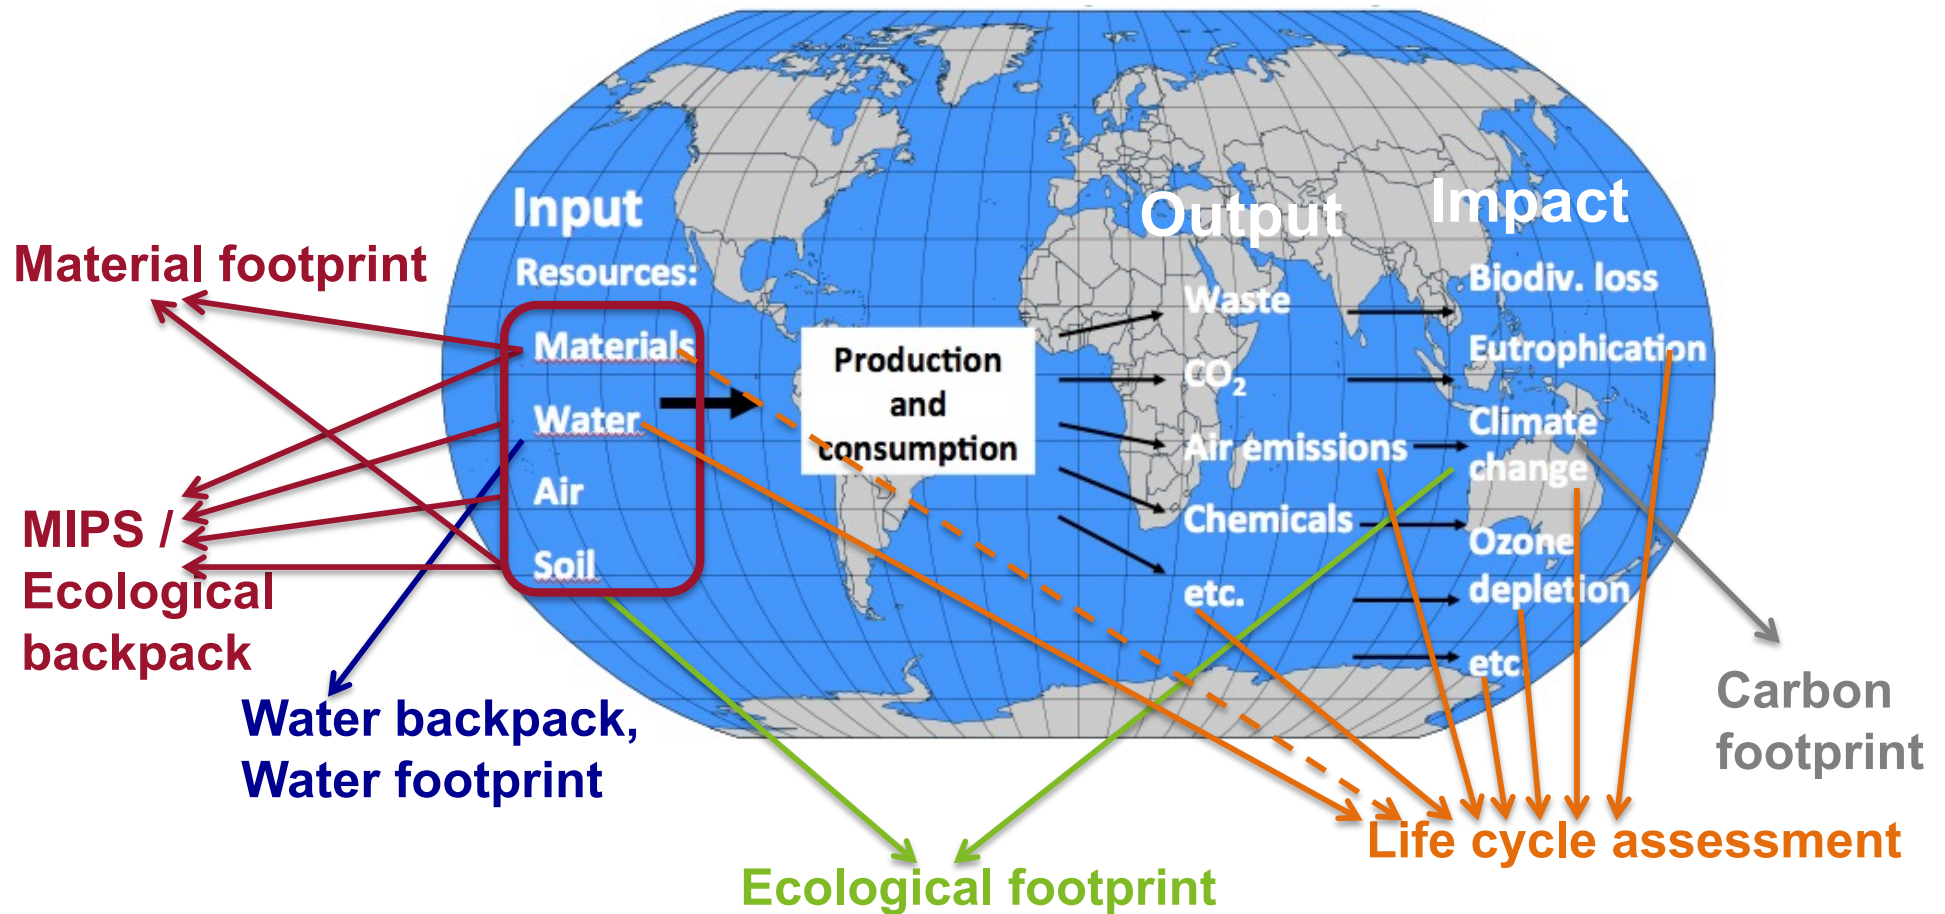 Input
Output
Impact
Material footprint
Resources:
Materials
Water
Air
Soil
Production
and
consumption
Waste
CO₂
Air emissions
Chemicals
etc.
Biodiv. loss
Eutrophication
Climate
change
Ozone
depletion
etc.
MIPS /
Ecological
backpack
Water backpack,
Water footprint
Ecological footprint
Life cycle assessment
Carbon
footprint